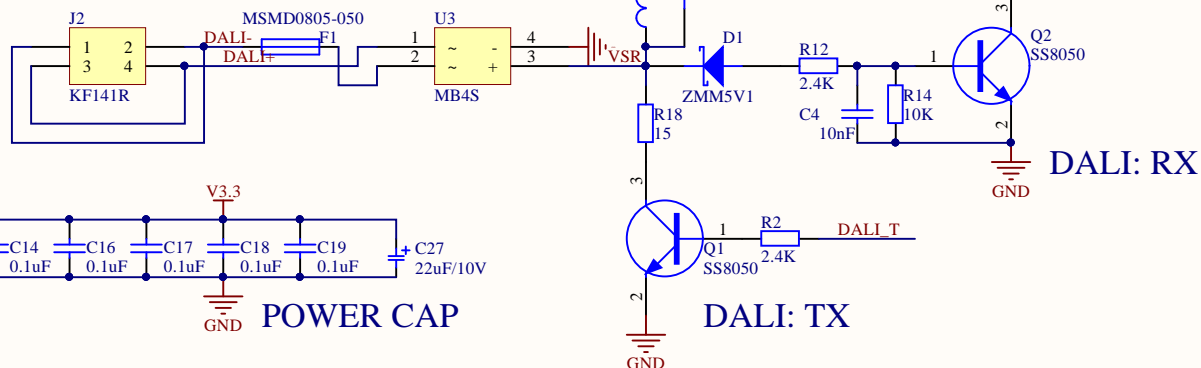 J2
MSMD0805-050
U3
D1
3
Q2
SS8050
DALI-
F1
DALI+
1 2
3 4
KF141R
1
2
~ -
~ +
4
3
MB4S
VSR
ZMM5V1
R12
2.4K
C4
10nF
R14
10K
1
2
GND
DALI: RX
R18
15
3
V3.3
C14
0.1uF
C16
0.1uF
C17
0.1uF
C18
0.1uF
C19
0.1uF
C27
+
22uF/10V
GND
POWER CAP
1
Q1
SS8050
R2
2.4K
DALI_T
2
GND
DALI: TX